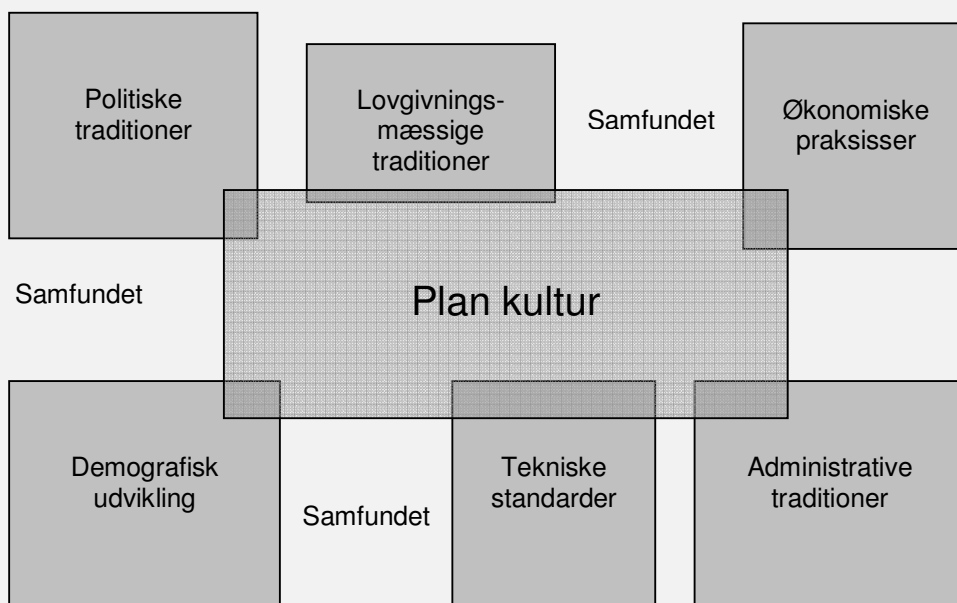 Politiske
traditioner
Lovgivnings-
mæssige
traditioner
Samfundet
Økonomiske
praksisser
Samfundet
Plan kultur
Demografisk
udvikling
Samfundet
Tekniske
standarder
Administrative
traditioner